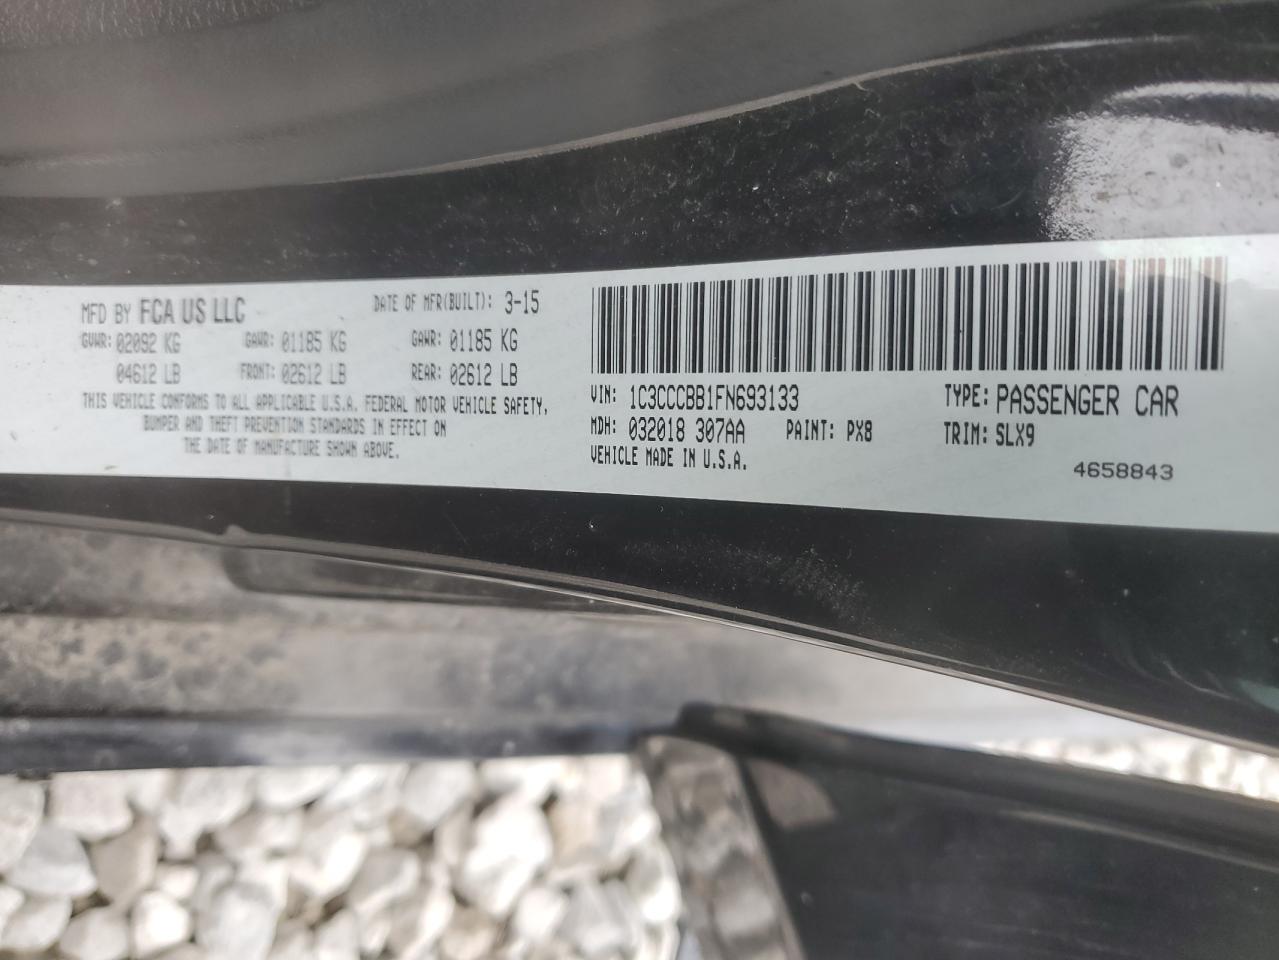 MFD BY FCA US LLC DATE OF MFR(BUILT): 3-15
GVWR: 02092 KG GAWR: 01185 KG GAWR: 01185 KG
04612 LB FRONT: 02612 LB REAR: 02612 LB
THIS VEHICLE CONFORMS TO ALL APPLICABLE U.S.A. FEDERAL MOTOR VEHICLE SAFETY,
BUMPER AND THEFT PREVENTION STANDARDS IN EFFECT ON
THE DATE OF MANUFACTURE SHOWN ABOVE.
VIN: 1C3CCCBB1FN693133 TYPE: PASSENGER CAR
MDH: 032018 307AA PAINT: PX8 TRIM: SLX9
VEHICLE MADE IN U.S.A.
4658843